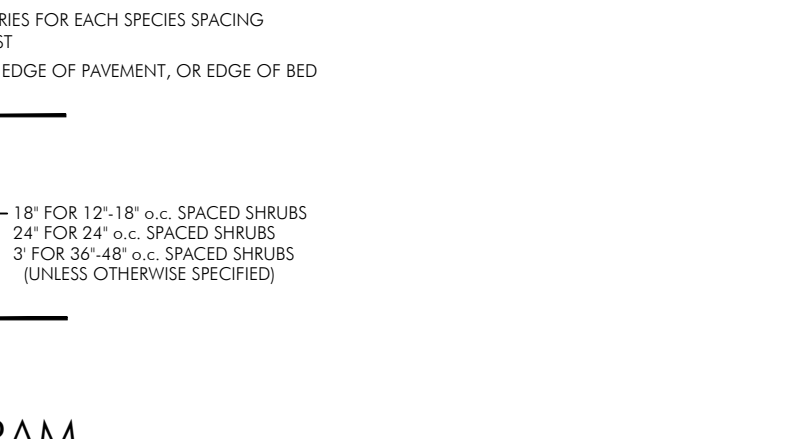 RIES FOR EACH SPECIES SPACING
ST
EDGE OF PAVEMENT, OR EDGE OF BED
18" FOR 12"-18" o.c. SPACED SHRUBS
24" FOR 24" o.c. SPACED SHRUBS
3' FOR 36"-48" o.c. SPACED SHRUBS
(UNLESS OTHERWISE SPECIFIED)
RAM